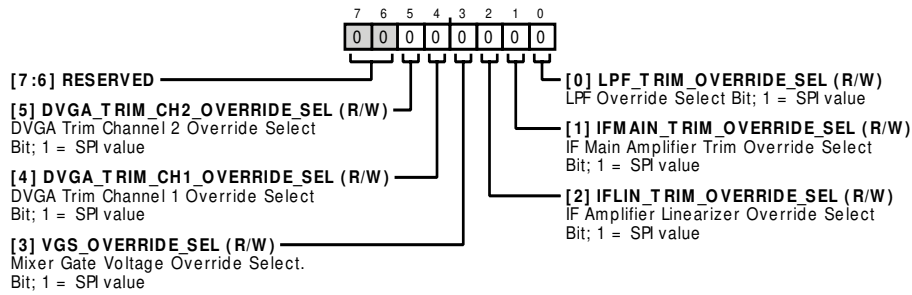 7 6 5 4 3 2 1 0
0 0 0 0 0 0 0 0
[7:6] RESERVED
[5] DVGA_TRIM_CH2_OVERRIDE_SEL (R/W)
DVGA Trim Channel 2 Override Select
Bit; 1 = SPI value
[4] DVGA_TRIM_CH1_OVERRIDE_SEL (R/W)
DVGA Trim Channel 1 Override Select
Bit; 1 = SPI value
[3] VGS_OVERRIDE_SEL (R/W)
Mixer Gate Voltage Override Select.
Bit; 1 = SPI value
[0] LPF_TRIM_OVERRIDE_SEL (R/W)
LPF Override Select Bit; 1 = SPI value
[1] IFMAIN_TRIM_OVERRIDE_SEL (R/W)
IF Main Amplifier Trim Override Select
Bit; 1 = SPI value
[2] IFLIN_TRIM_OVERRIDE_SEL (R/W)
IF Amplifier Linearizer Override Select
Bit; 1 = SPI value